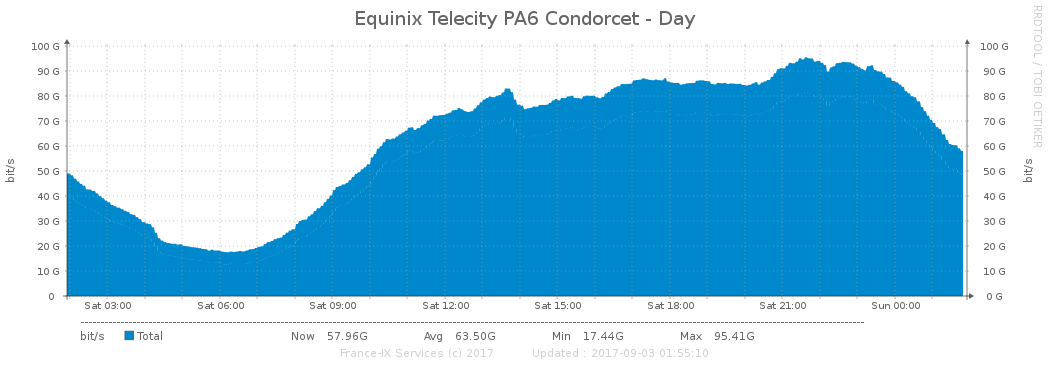 Equinix Telecity PA6 Condorcet - Day
RRDTOOL / TOBI OETIKER
bit/s
100 G
90 G
80 G
70 G
60 G
50 G
40 G
30 G
20 G
10 G
0
100 G
90 G
80 G
70 G
60 G
50 G
40 G
30 G
20 G
10 G
0 G
bit/s
Sat 03:00 Sat 06:00 Sat 09:00 Sat 12:00 Sat 15:00 Sat 18:00 Sat 21:00 Sun 00:00
bit/s Total Now 57.96G Avg 63.50G Min 17.44G Max 95.41G
France-IX Services (c) 2017 Updated : 2017-09-03 01:55:10